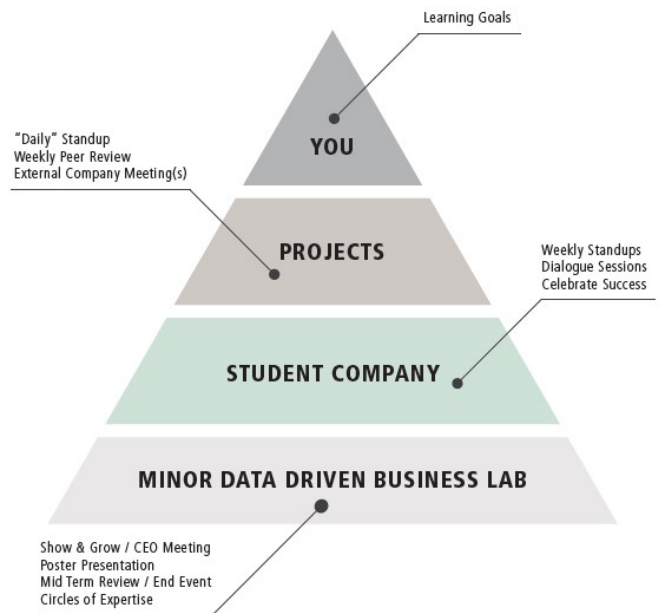 Learning Goals
YOU
"Daily" Standup
Weekly Peer Review
External Company Meeting(s)
PROJECTS
Weekly Standups
Dialogue Sessions
Celebrate Success
STUDENT COMPANY
MINOR DATA DRIVEN BUSINESS LAB
Show & Grow / CEO Meeting
Poster Presentation
Mid Term Review / End Event
Circles of Expertise